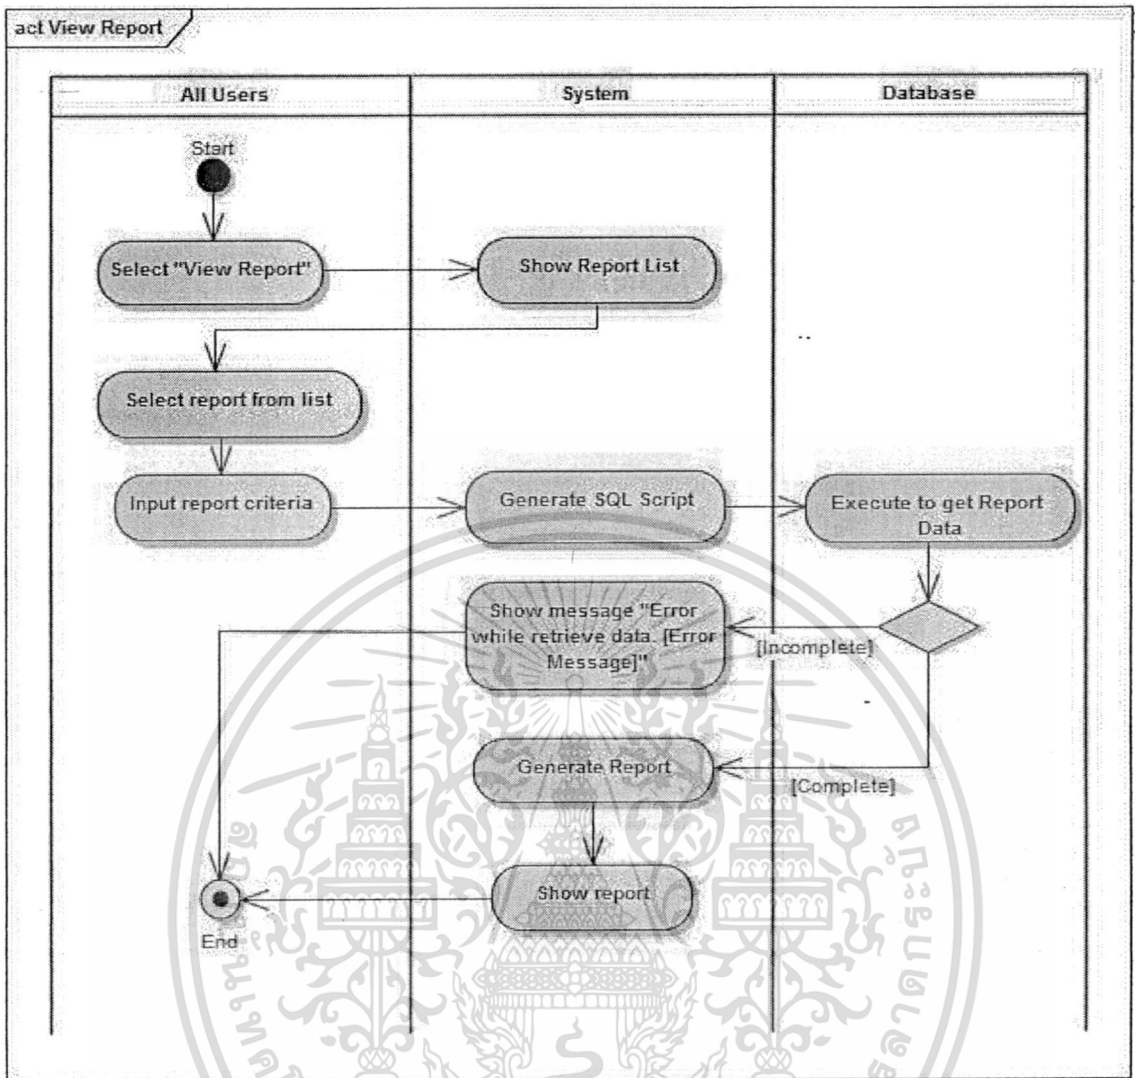 act View Report
All Users
System
Database
Start
Select "View Report"
Show Report List
Select report from list
Input report criteria
Generate SQL Script
Execute to get Report
Data
Show message "Error
while retrieve data. [Error
Message]"
[Incomplete]
Generate Report
[Complete]
Show report
End